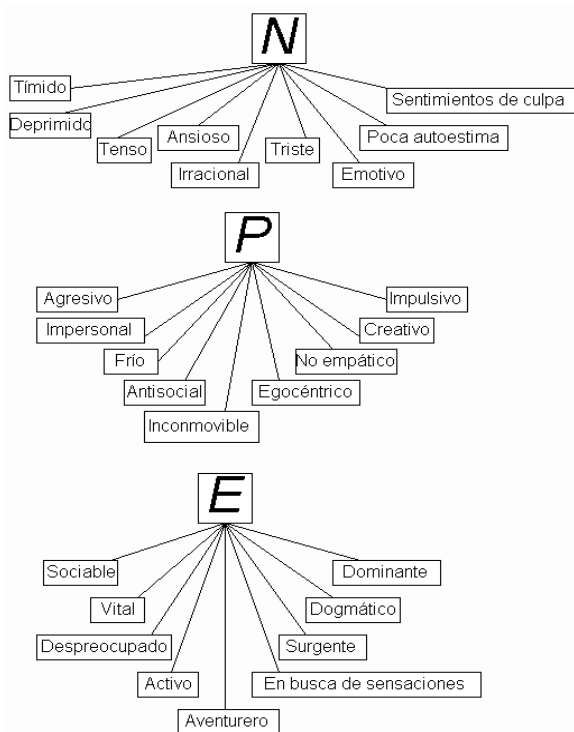 N
Tímido
Sentimientos de culpa
Deprimido
Tenso
Ansioso
Poca autoestima
Irracional
Triste
Emotivo
P
Agresivo
Impulsivo
Impersonal
Creativo
Frío
No empático
Antisocial
Egocéntrico
Inconmovible
E
Sociable
Dominante
Vital
Dogmático
Despreocupado
Surgente
Activo
En busca de sensaciones
Aventurero